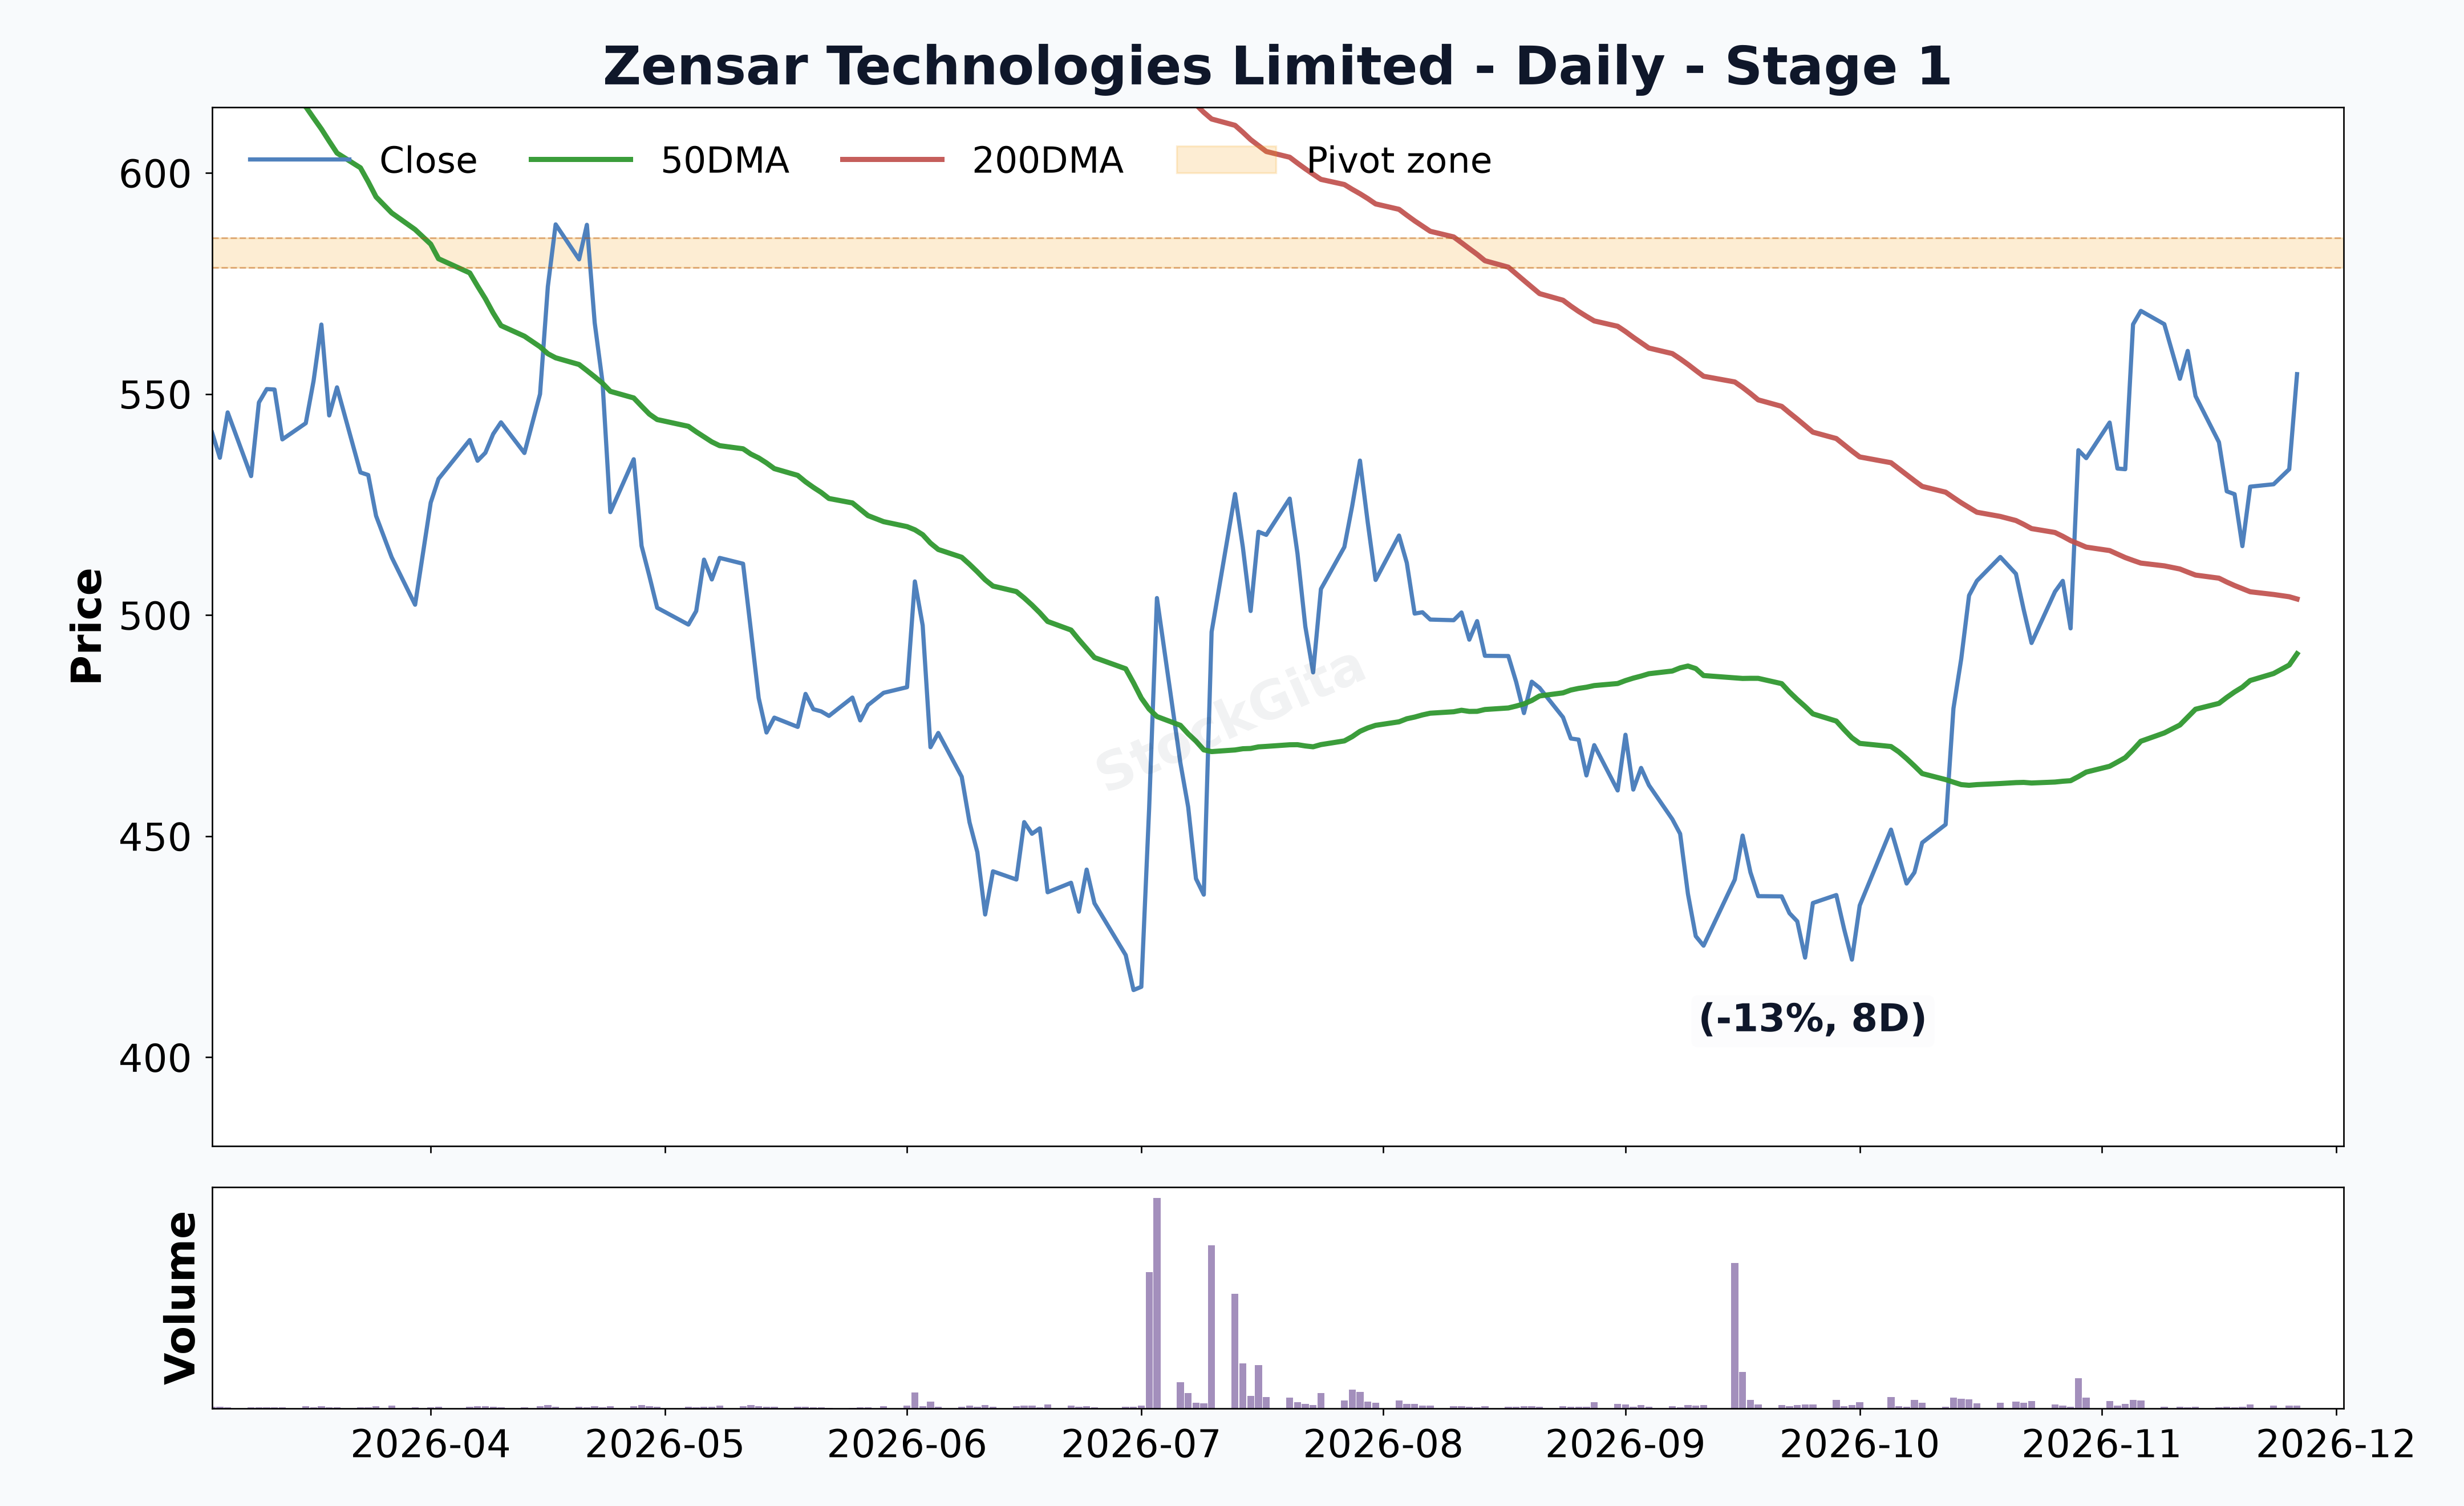 Zensar Technologies Limited - Daily - Stage 1
Close 50DMA 200DMA Pivot zone
600
550
500
450
400
Price
StockGita
(-13%, 8D)
Volume
2026-04 2026-05 2026-06 2026-07 2026-08 2026-09 2026-10 2026-11 2026-12